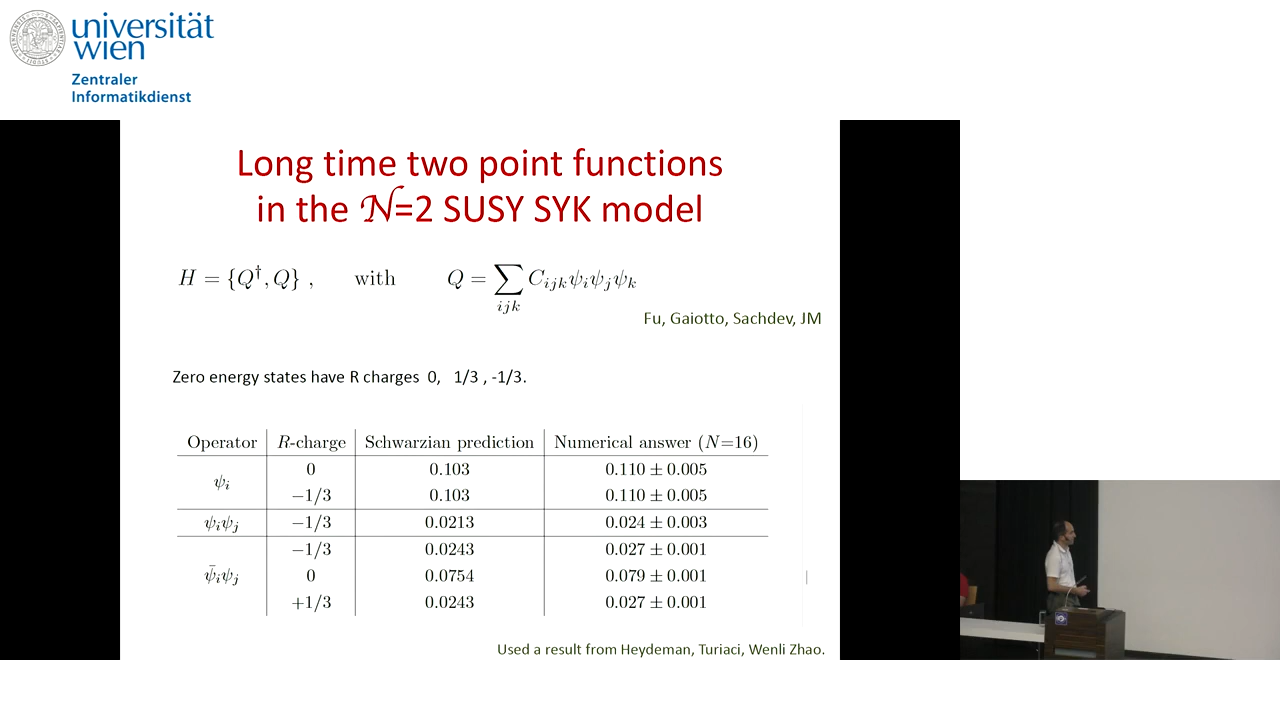 universität
wien
Zentraler
Informatikdienst
Long time two point functions
in the 𝒩=2 SUSY SYK model
H = {Q†, Q} , with Q = ∑_{ijk} C_{ijk}ψ_iψ_jψ_k
Fu, Gaiotto, Sachdev, JM
Zero energy states have R charges 0, 1/3 , -1/3.
Operator R-charge Schwarzian prediction Numerical answer (N=16)
ψ_i 0 0.103 0.110 ± 0.005
−1/3 0.103 0.110 ± 0.005
ψ_iψ_j −1/3 0.0213 0.024 ± 0.003
−1/3 0.0243 0.027 ± 0.001
ψ̄_iψ_j 0 0.0754 0.079 ± 0.001
+1/3 0.0243 0.027 ± 0.001
Used a result from Heydeman, Turiaci, Wenli Zhao.